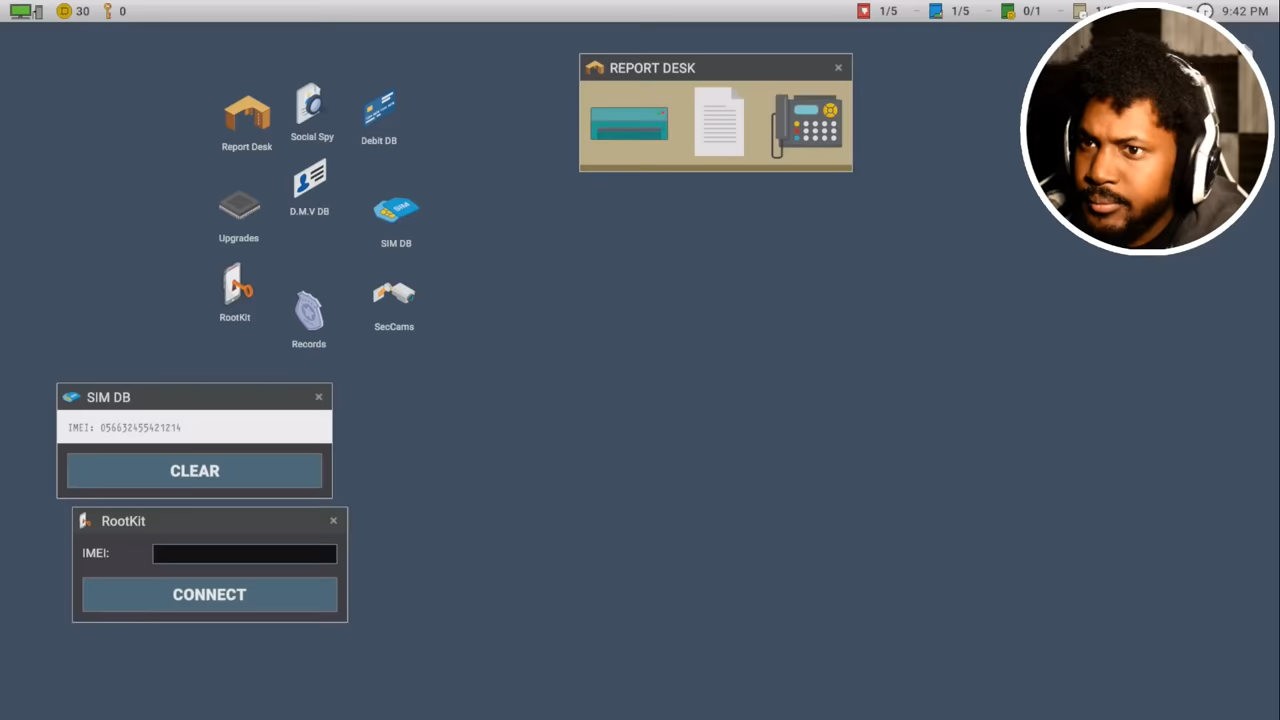 30
0
1/5
1/5
0/1
9:42 PM
REPORT DESK
Report Desk
Social Spy
Debit DB
Upgrades
D.M.V DB
SIM
SIM DB
RootKit
Records
SecCams
SIM DB
IMEI: 056632455421214
CLEAR
RootKit
IMEI:
CONNECT